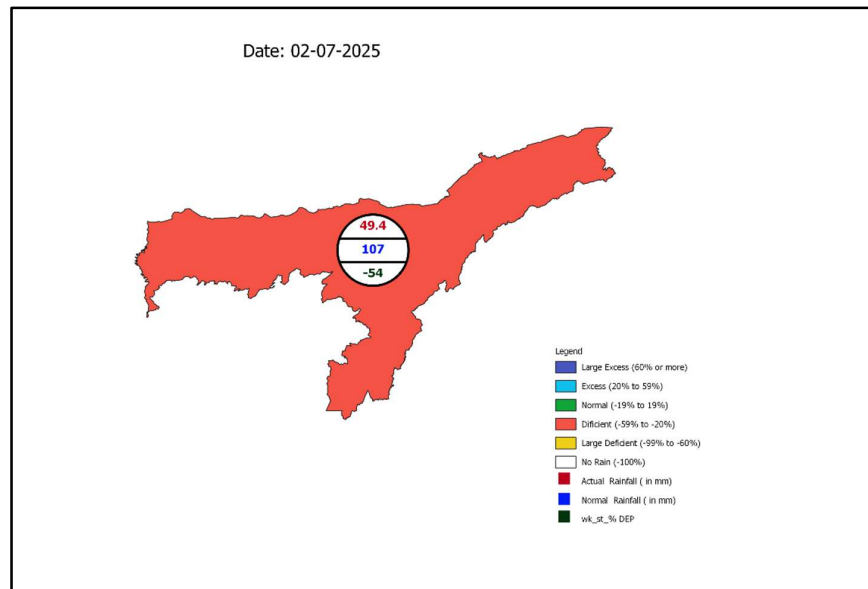 Date: 02-07-2025
49.4
107
-54
Legend
Large Excess (60% or more)
Excess (20% to 59%)
Normal (-19% to 19%)
Dificient (-59% to -20%)
Large Deficient (-99% to -60%)
No Rain (-100%)
Actual Rainfall ( in mm)
Normal Rainfall ( in mm)
wk_st_% DEP